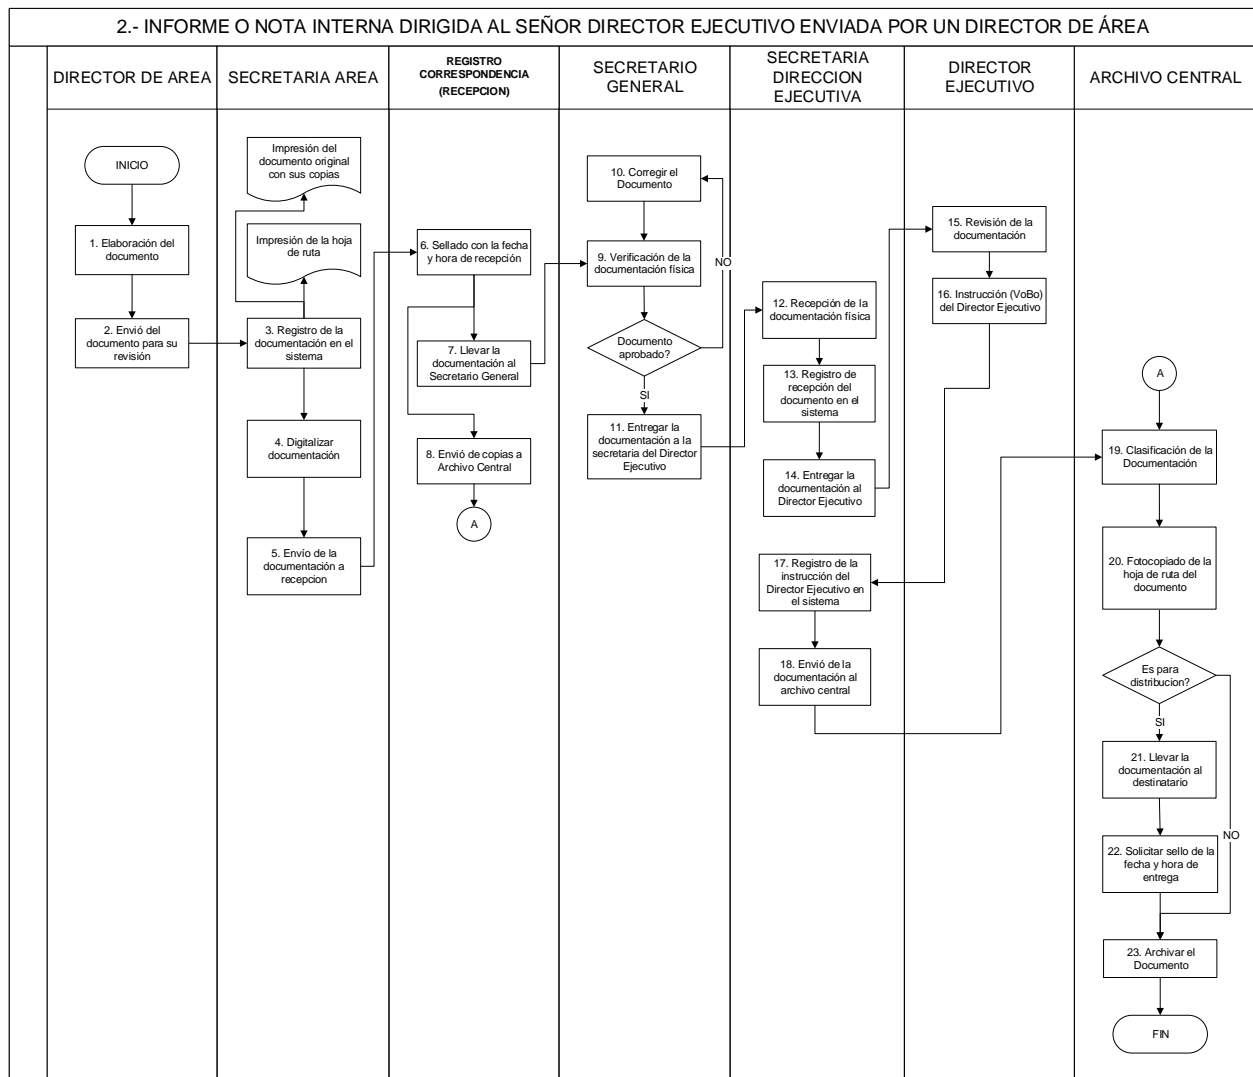 2.- INFORME O NOTA INTERNA DIRIGIDA AL SEÑOR DIRECTOR EJECUTIVO ENVIADA POR UN DIRECTOR DE ÁREA
DIRECTOR DE AREA
SECRETARIA AREA
REGISTRO
CORRESPONDENCIA
(RECEPCION)
SECRETARIO
GENERAL
SECRETARIA
DIRECCION
EJECUTIVA
DIRECTOR
EJECUTIVO
ARCHIVO CENTRAL
INICIO
1. Elaboración del
documento
2. Envió del
documento para su
revisión
Impresión del
documento original
con sus copias
Impresión de la hoja
de ruta
3. Registro de la
documentación en el
sistema
4. Digitalizar
documentación
5. Envío de la
documentación a
recepcion
6. Sellado con la fecha
y hora de recepción
7. Llevar la
documentación al
Secretario General
8. Envió de copias a
Archivo Central
A
10. Corregir el
Documento
9. Verificación de la
documentación física
NO
Documento
aprobado?
SI
11. Entregar la
documentación a la
secretaria del Director
Ejecutivo
12. Recepción de la
documentación física
13. Registro de
recepción del
documento en el
sistema
14. Entregar la
documentación al
Director Ejecutivo
15. Revisión de la
documentación
16. Instrucción (VoBo)
del Director Ejecutivo
17. Registro de la
instrucción del
Director Ejecutivo en
el sistema
18. Envió de la
documentación al
archivo central
A
19. Clasificación de la
Documentación
20. Fotocopiado de la
hoja de ruta del
documento
Es para
distribucion?
SI
21. Llevar la
documentación al
destinatario
NO
22. Solicitar sello de la
fecha y hora de
entrega
23. Archivar el
Documento
FIN